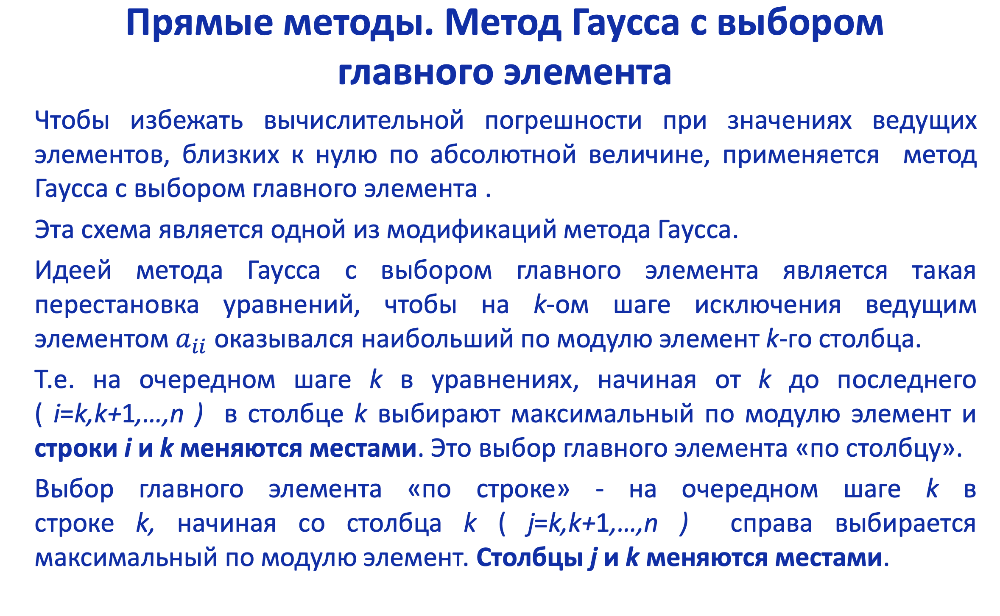 Прямые методы. Метод Гаусса с выбором
главного элемента
Чтобы избежать вычислительной погрешности при значениях ведущих
элементов, близких к нулю по абсолютной величине, применяется метод
Гаусса с выбором главного элемента .
Эта схема является одной из модификаций метода Гаусса.
Идеей метода Гаусса с выбором главного элемента является такая
перестановка уравнений, чтобы на k-ом шаге исключения ведущим
элементом a_{ii} оказывался наибольший по модулю элемент k-го столбца.
Т.е. на очередном шаге k в уравнениях, начиная от k до последнего
( i=k,k+1,…,n ) в столбце k выбирают максимальный по модулю элемент и
строки i и k меняются местами. Это выбор главного элемента «по столбцу».
Выбор главного элемента «по строке» - на очередном шаге k в
строке k, начиная со столбца k ( j=k,k+1,…,n ) справа выбирается
максимальный по модулю элемент. Столбцы j и k меняются местами.